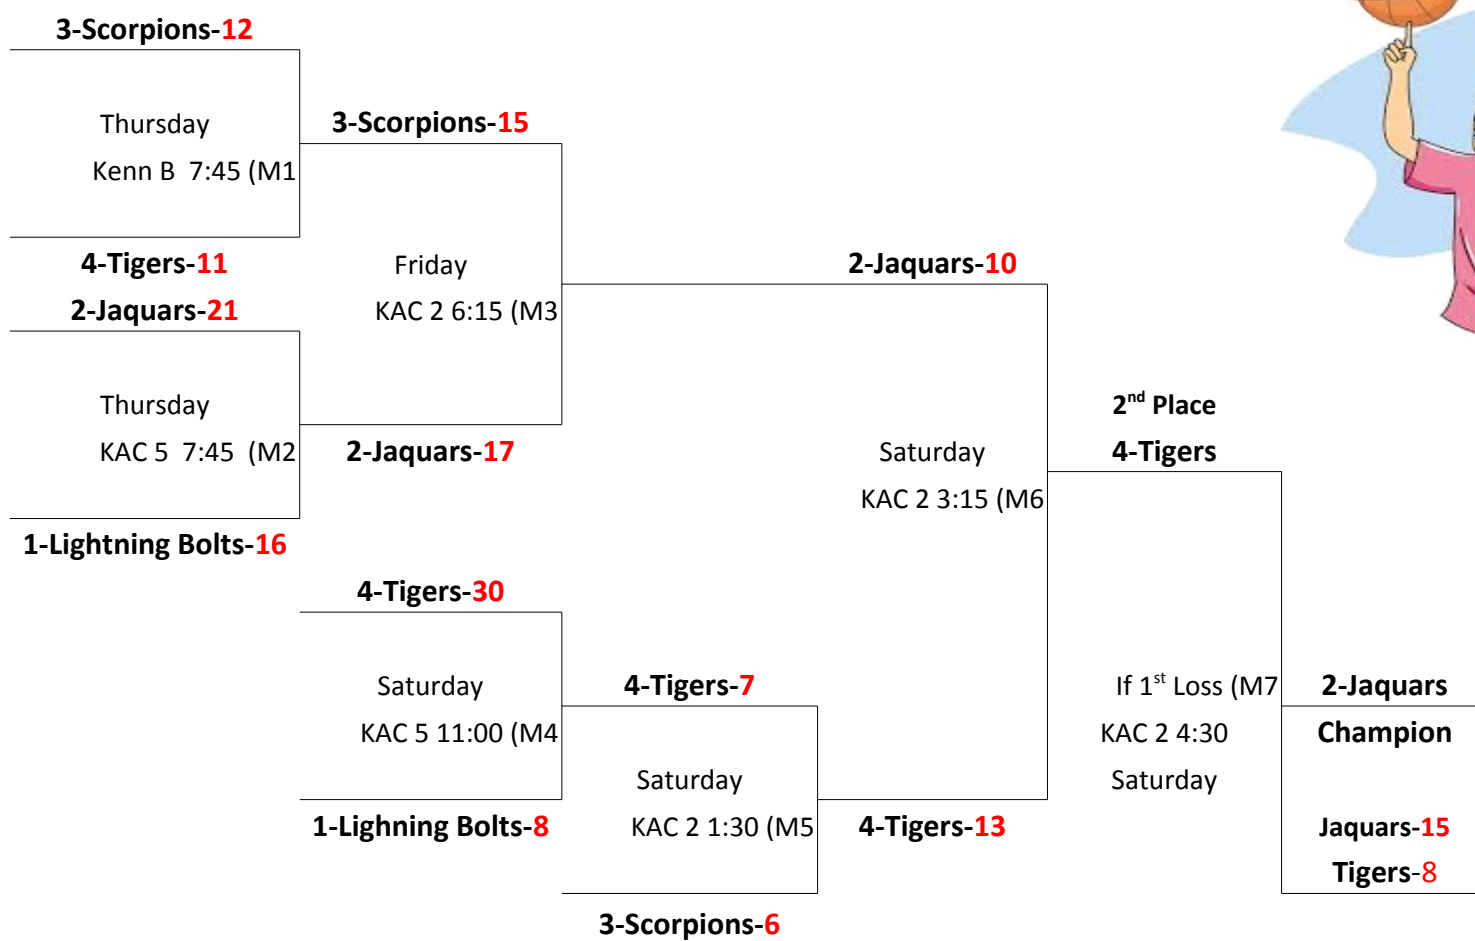 3-Scorpions-12
Thursday
Kenn B  7:45 (M1
4-Tigers-11
3-Scorpions-15
2-Jaquars-21
Friday
KAC 2 6:15 (M3
Thursday
KAC 5  7:45  (M2
2-Jaquars-17
1-Lightning Bolts-16
2-Jaquars-10
Saturday
KAC 2 3:15 (M6
2nd Place
4-Tigers
4-Tigers-30
Saturday
KAC 5 11:00 (M4
1-Lighning Bolts-8
4-Tigers-7
Saturday
KAC 2 1:30 (M5
3-Scorpions-6
4-Tigers-13
If 1st Loss (M7
KAC 2 4:30
Saturday
2-Jaquars
Champion
Jaquars-15
Tigers-8